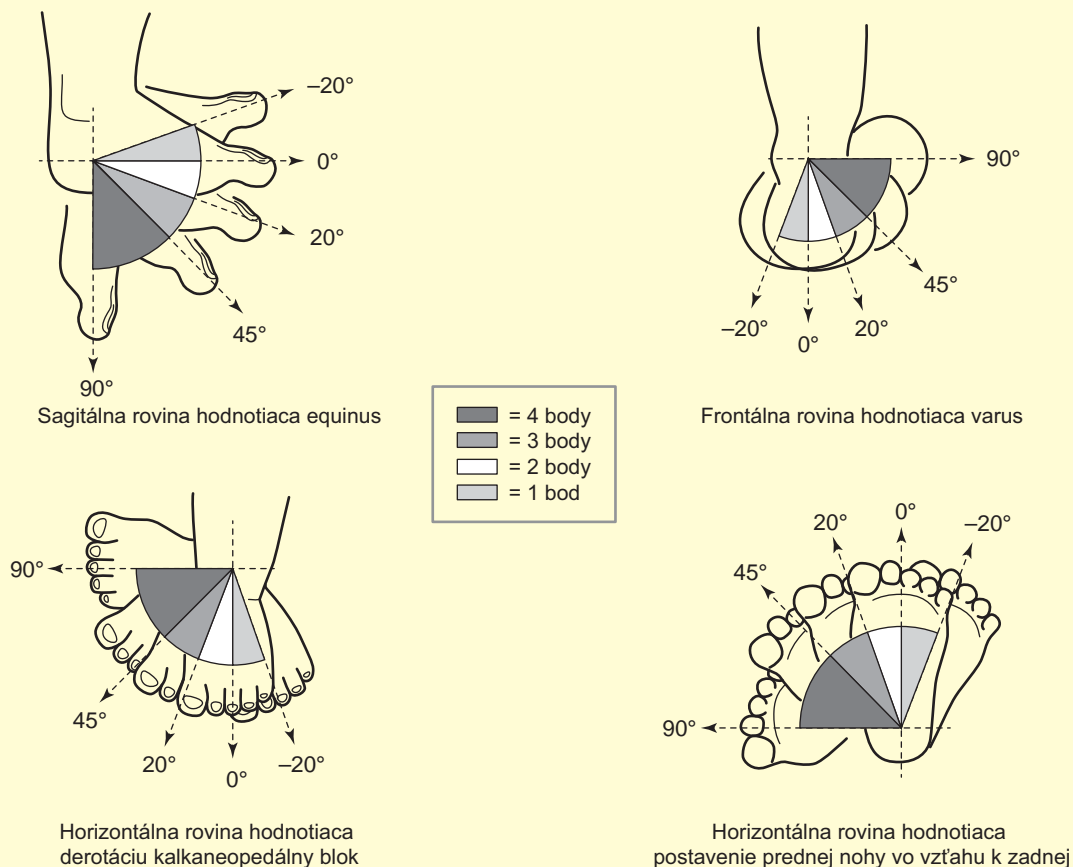 –20°
0°
20°
45°
90°
Sagitálna rovina hodnotiaca equinus
90°
45°
20°
0°
–20°
Frontálna rovina hodnotiaca varus
= 4 body
= 3 body
= 2 body
= 1 bod
90°
45°
20°
0°
–20°
Horizontálna rovina hodnotiaca
derotáciu kalkaneopedálny blok
90°
45°
20°
0°
–20°
Horizontálna rovina hodnotiaca
postavenie prednej nohy vo vzťahu k zadnej